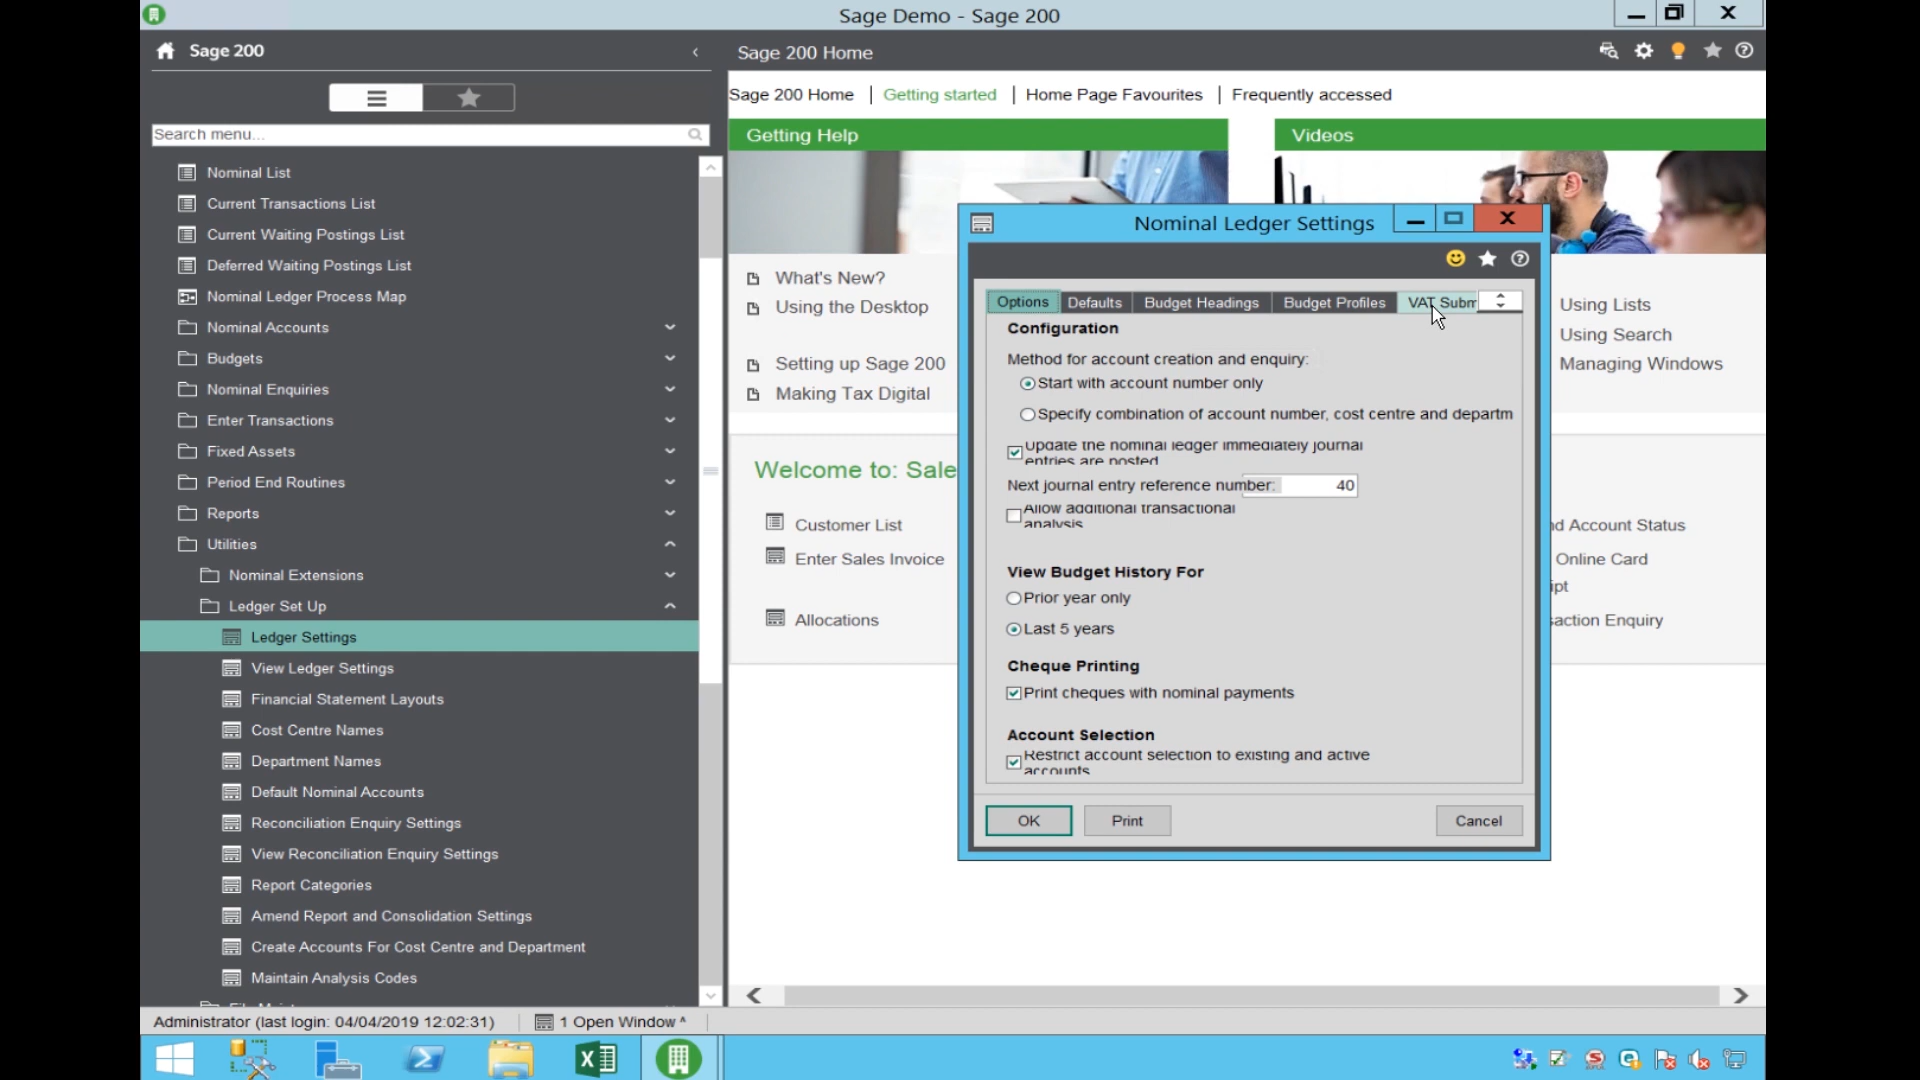 Sage Demo - Sage 200
Sage 200
Sage 200 Home
Sage 200 Home | Getting started | Home Page Favourites | Frequently accessed
Search menu...
Getting Help
Videos
Nominal List
Current Transactions List
Current Waiting Postings List
Deferred Waiting Postings List
Nominal Ledger Process Map
Nominal Accounts
Budgets
Nominal Enquiries
Enter Transactions
Fixed Assets
Period End Routines
Reports
Utilities
Nominal Extensions
Ledger Set Up
Ledger Settings
View Ledger Settings
Financial Statement Layouts
Cost Centre Names
Department Names
Default Nominal Accounts
Reconciliation Enquiry Settings
View Reconciliation Enquiry Settings
Report Categories
Amend Report and Consolidation Settings
Create Accounts For Cost Centre and Department
Maintain Analysis Codes
What's New?
Using the Desktop
Setting up Sage 200
Making Tax Digital
Using Lists
Using Search
Managing Windows
Welcome to: Sale
Customer List
Enter Sales Invoice
Allocations
nd Account Status
Online Card
ipt
saction Enquiry
Nominal Ledger Settings
Options Defaults Budget Headings Budget Profiles VAT Subm
Configuration
Method for account creation and enquiry:
Start with account number only
Specify combination of account number, cost centre and departm
Update the nominal ledger immediately journal
entries are posted
Next journal entry reference number: 40
Allow additional transactional
analysis
View Budget History For
Prior year only
Last 5 years
Cheque Printing
Print cheques with nominal payments
Account Selection
Restrict account selection to existing and active
accounts
OK Print Cancel
Administrator (last login: 04/04/2019 12:02:31)
1 Open Window ^